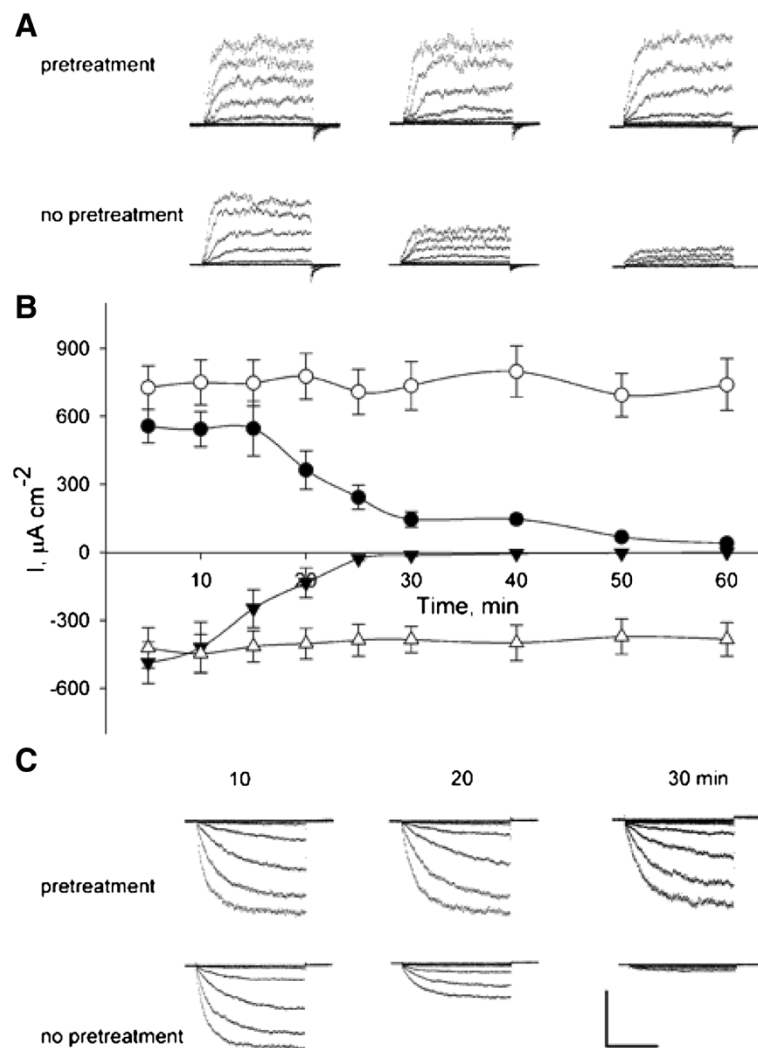 A
pretreatment
no pretreatment
B
900
600
300
0
-300
-600
I, µA cm-2
10 20 30 40 50 60
Time, min
C
10 20 30 min
pretreatment
no pretreatment